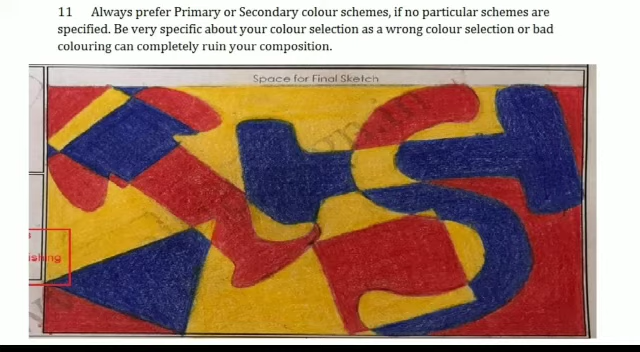 11 Always prefer Primary or Secondary colour schemes, if no particular schemes are
specified. Be very specific about your colour selection as a wrong colour selection or bad
colouring can completely ruin your composition.
Space for Final Sketch
ishing